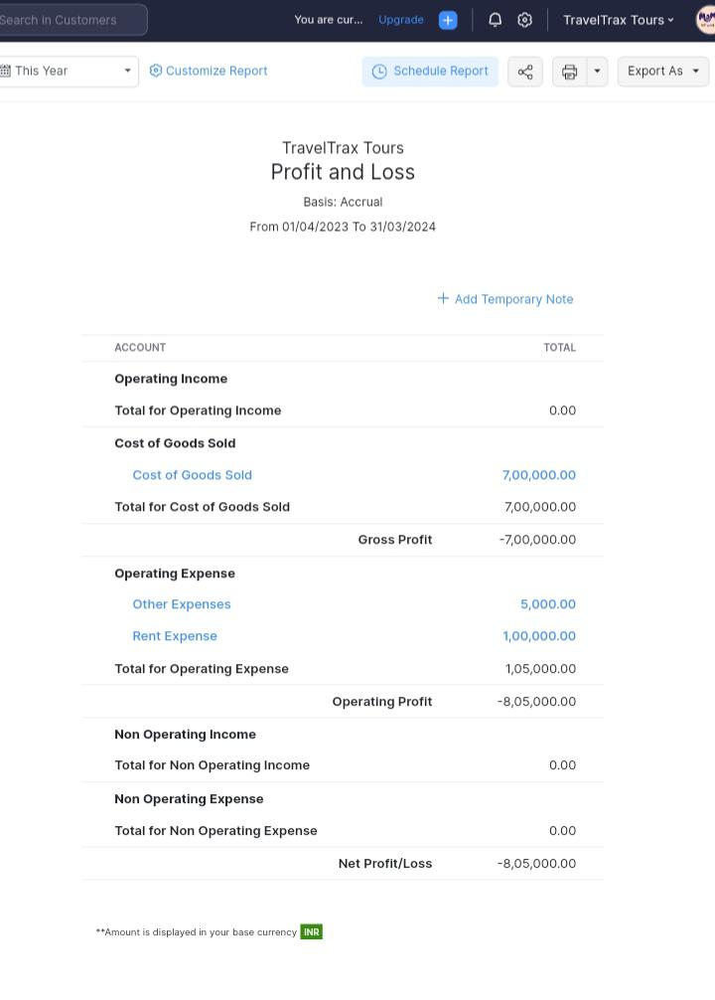 Search in Customers You are cur... Upgrade TravelTrax Tours
This Year Customize Report Schedule Report Export As
TravelTrax Tours
Profit and Loss
Basis: Accrual
From 01/04/2023 To 31/03/2024
+ Add Temporary Note
ACCOUNT TOTAL
Operating Income
Total for Operating Income 0.00
Cost of Goods Sold
Cost of Goods Sold 7,00,000.00
Total for Cost of Goods Sold 7,00,000.00
Gross Profit -7,00,000.00
Operating Expense
Other Expenses 5,000.00
Rent Expense 1,00,000.00
Total for Operating Expense 1,05,000.00
Operating Profit -8,05,000.00
Non Operating Income
Total for Non Operating Income 0.00
Non Operating Expense
Total for Non Operating Expense 0.00
Net Profit/Loss -8,05,000.00
**Amount is displayed in your base currency INR